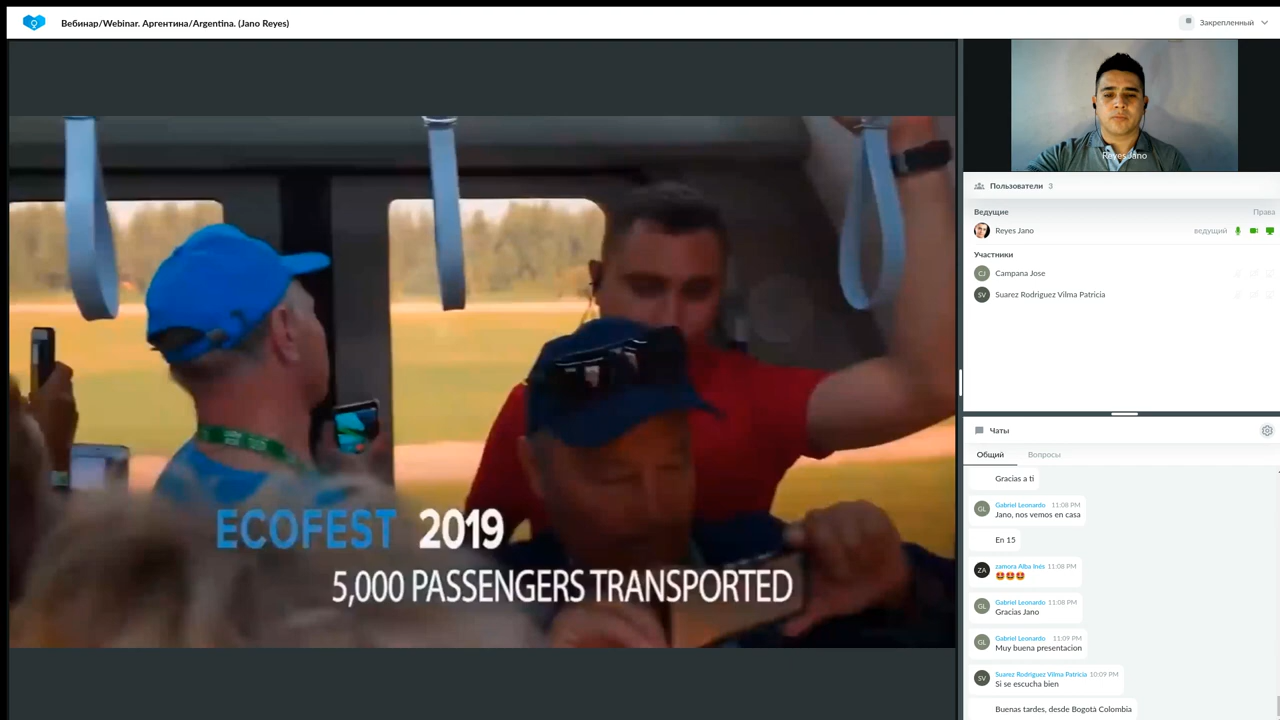 Вебинар/Webinar. Аргентина/Argentina. (Jano Reyes)
Закрепленный
ECOFEST 2019
5,000 PASSENGERS TRANSPORTED
Reyes Jano
Пользователи 3
Ведущие Права
Reyes Jano ведущий
Участники
CJ Campana Jose
SV Suarez Rodriguez Vilma Patricia
Чаты
Общий Вопросы
Gracias a ti
GL Gabriel Leonardo 11:08 PM
Jano, nos vemos en casa
En 15
ZA zamora Alba Inés 11:08 PM
🤩🤩🤩
GL Gabriel Leonardo 11:08 PM
Gracias Jano
GL Gabriel Leonardo 11:09 PM
Muy buena presentacion
SV Suarez Rodriguez Vilma Patricia 10:09 PM
Si se escucha bien
Buenas tardes, desde Bogotà Colombia